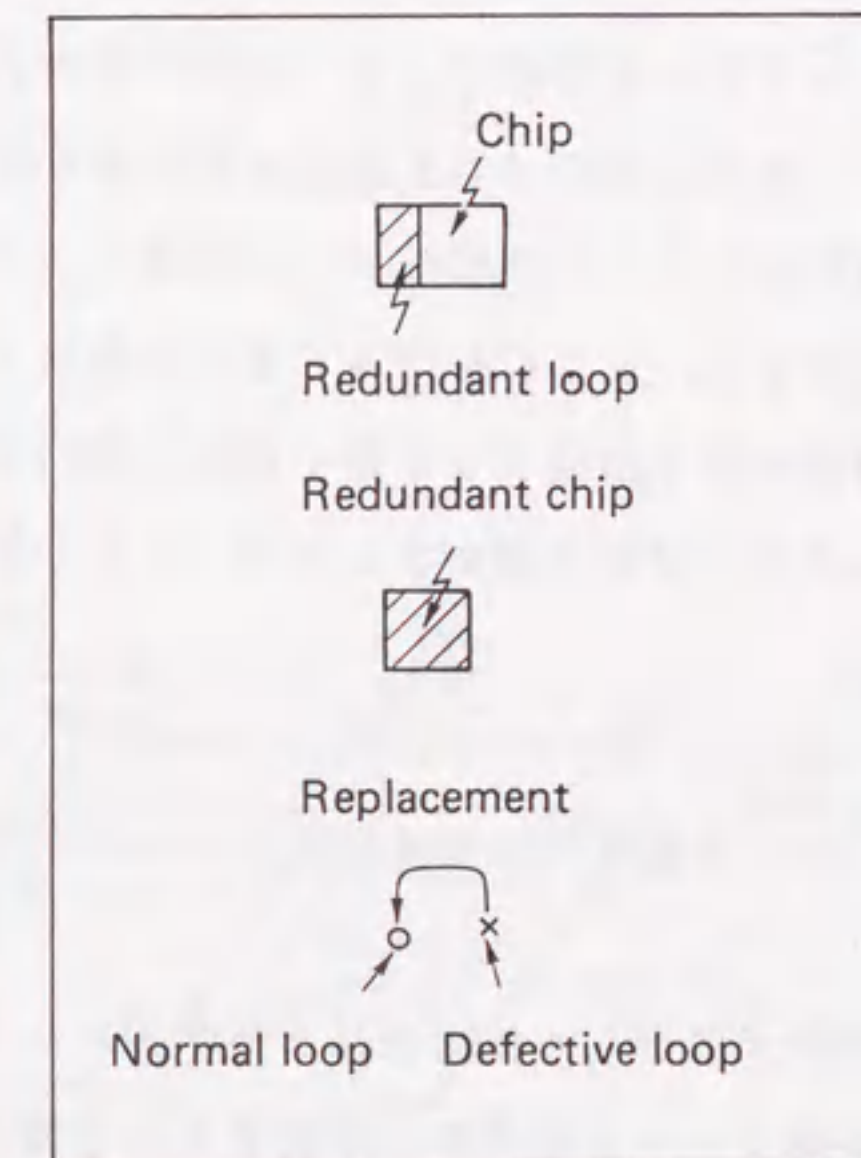 Chip
Redundant loop
Redundant chip
Replacement
Normal loop Defective loop